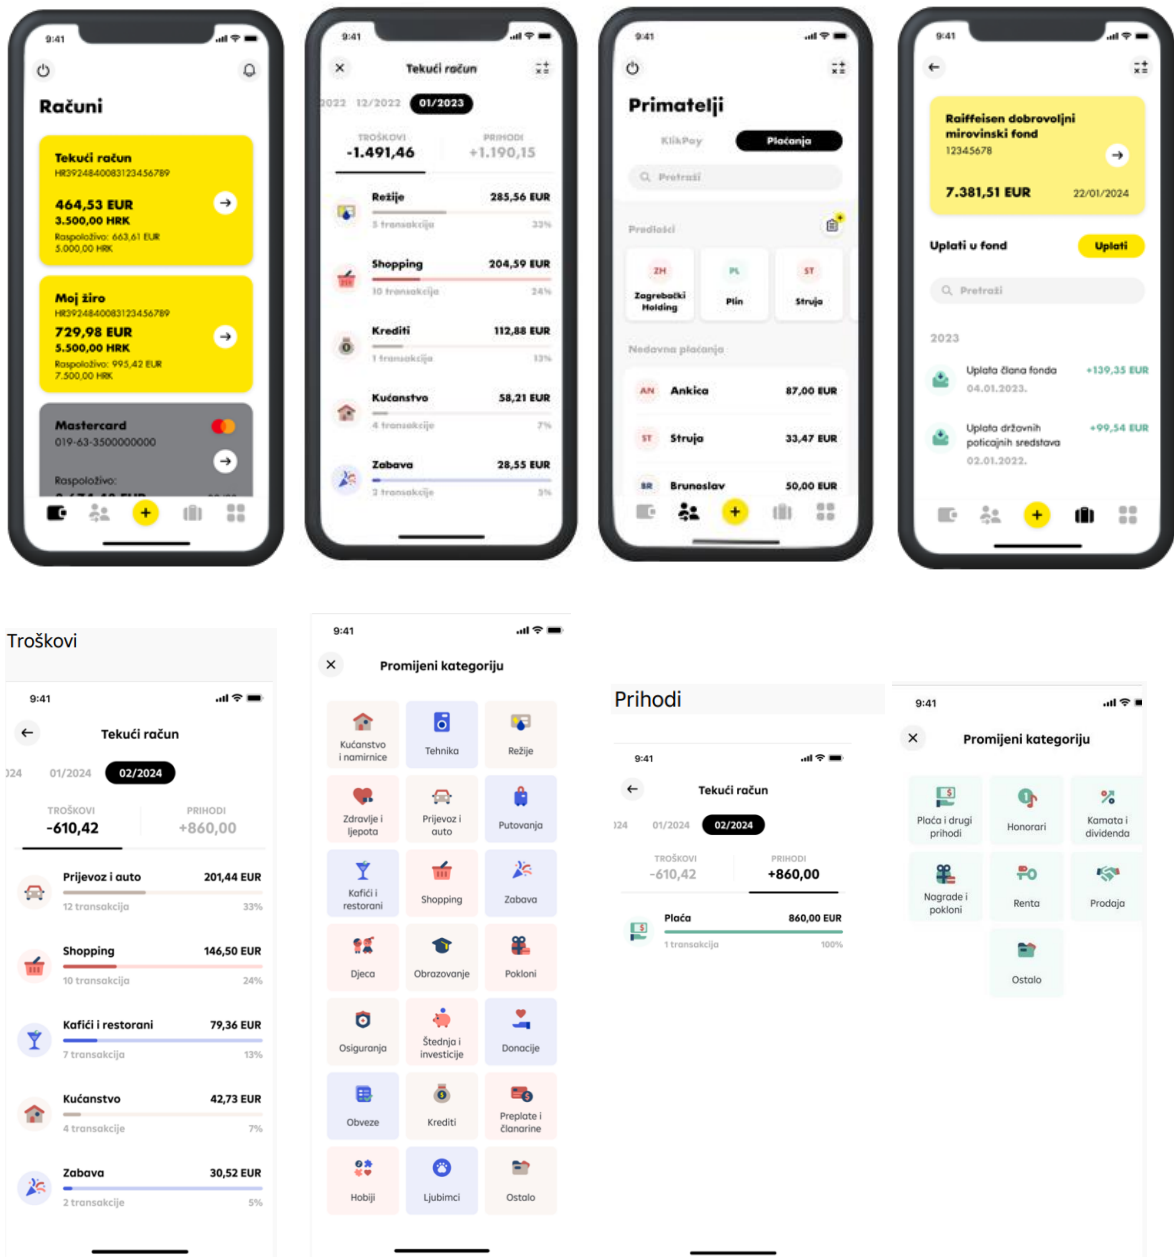 9:41
Računi
Tekući račun
HR3924840083123456789
464,53 EUR
3.500,00 HRK
Raspoloživo: 663,61 EUR
5.000,00 HRK
Moj žiro
HR3924840083123456789
729,98 EUR
5.500,00 HRK
Raspoloživo: 995,42 EUR
7.500,00 HRK
Mastercard
019-63-3500000000
Raspoloživo:
9:41
Tekući račun
2022 12/2022 01/2023
TROŠKOVI PRIHODI
-1.491,46 +1.190,15
Režije 285,56 EUR
5 transakcija 33%
Shopping 204,59 EUR
10 transakcija 24%
Krediti 112,88 EUR
1 transakcija 13%
Kućanstvo 58,21 EUR
4 transakcije 7%
Zabava 28,55 EUR
2 transakcije 3%
9:41
Primatelji
KlikPay Plaćanja
Pretraži
Predlošci
ZH PL ST
Zagrebački Holding Plin Struja
Nedavna plaćanja
AN Ankica 87,00 EUR
ST Struja 33,47 EUR
BR Brunoslav 50,00 EUR
9:41
Raiffeisen dobrovoljni
mirovinski fond
12345678
7.381,51 EUR 22/01/2024
Uplati u fond Uplati
Pretraži
2023
Uplata člana fonda +139,35 EUR
04.01.2023.
Uplata državnih +99,54 EUR
poticajnih sredstava
02.01.2022.
Troškovi
9:41
Tekući račun
024 01/2024 02/2024
TROŠKOVI PRIHODI
-610,42 +860,00
Prijevoz i auto 201,44 EUR
12 transakcija 33%
Shopping 146,50 EUR
10 transakcija 24%
Kafići i restorani 79,36 EUR
7 transakcija 13%
Kućanstvo 42,73 EUR
4 transakcije 7%
Zabava 30,52 EUR
2 transakcije 5%
9:41
Promijeni kategoriju
Kućanstvo i namirnice Tehnika Režije
Zdravlje i ljepota Prijevoz i auto Putovanja
Kafići i restorani Shopping Zabava
Djeca Obrazovanje Pokloni
Osiguranja Štednja i investicije Donacije
Obveze Krediti Preplate i članarine
Hobiji Ljubimci Ostalo
Prihodi
9:41
Tekući račun
024 01/2024 02/2024
TROŠKOVI PRIHODI
-610,42 +860,00
Plaća 860,00 EUR
1 transakcija 100%
9:41
Promijeni kategoriju
Plaća i drugi prihodi Honorari Kamata i dividenda
Nagrade i pokloni Renta Prodaja
Ostalo